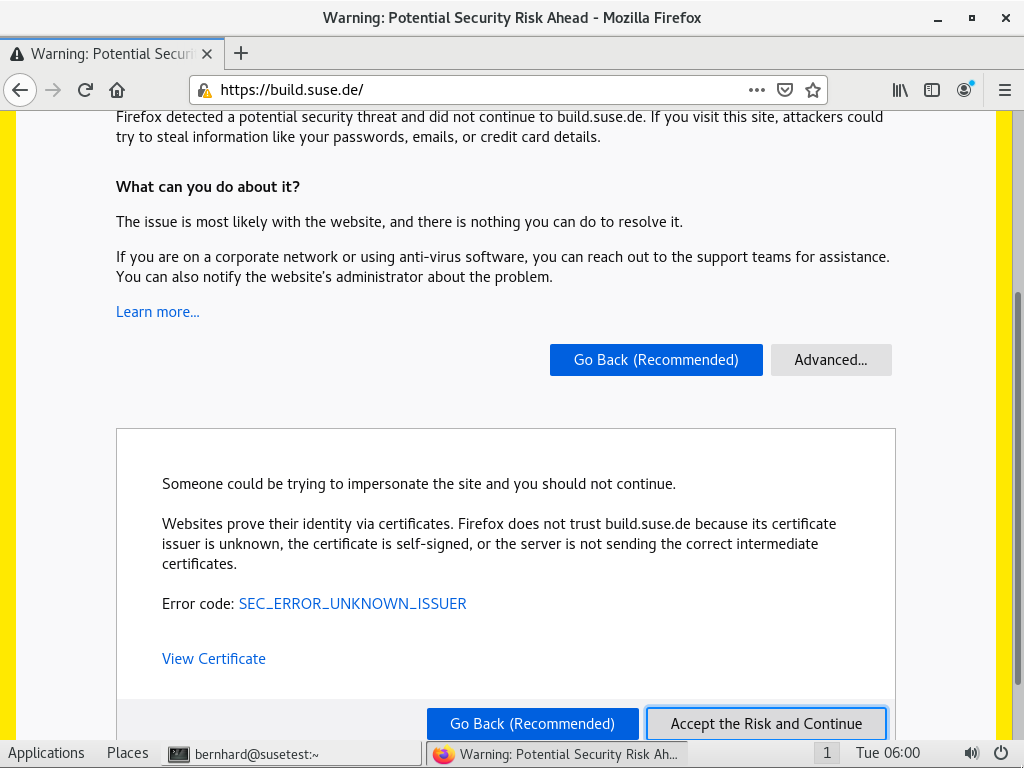 Warning: Potential Security Risk Ahead - Mozilla Firefox
Warning: Potential Securi
https://build.suse.de/
Firefox detected a potential security threat and did not continue to build.suse.de. If you visit this site, attackers could
try to steal information like your passwords, emails, or credit card details.
What can you do about it?
The issue is most likely with the website, and there is nothing you can do to resolve it.
If you are on a corporate network or using anti-virus software, you can reach out to the support teams for assistance.
You can also notify the website's administrator about the problem.
Learn more...
Go Back (Recommended) Advanced...
Someone could be trying to impersonate the site and you should not continue.
Websites prove their identity via certificates. Firefox does not trust build.suse.de because its certificate
issuer is unknown, the certificate is self-signed, or the server is not sending the correct intermediate
certificates.
Error code: SEC_ERROR_UNKNOWN_ISSUER
View Certificate
Go Back (Recommended) Accept the Risk and Continue
Applications Places bernhard@susetest:~ Warning: Potential Security Risk Ah... 1 Tue 06:00